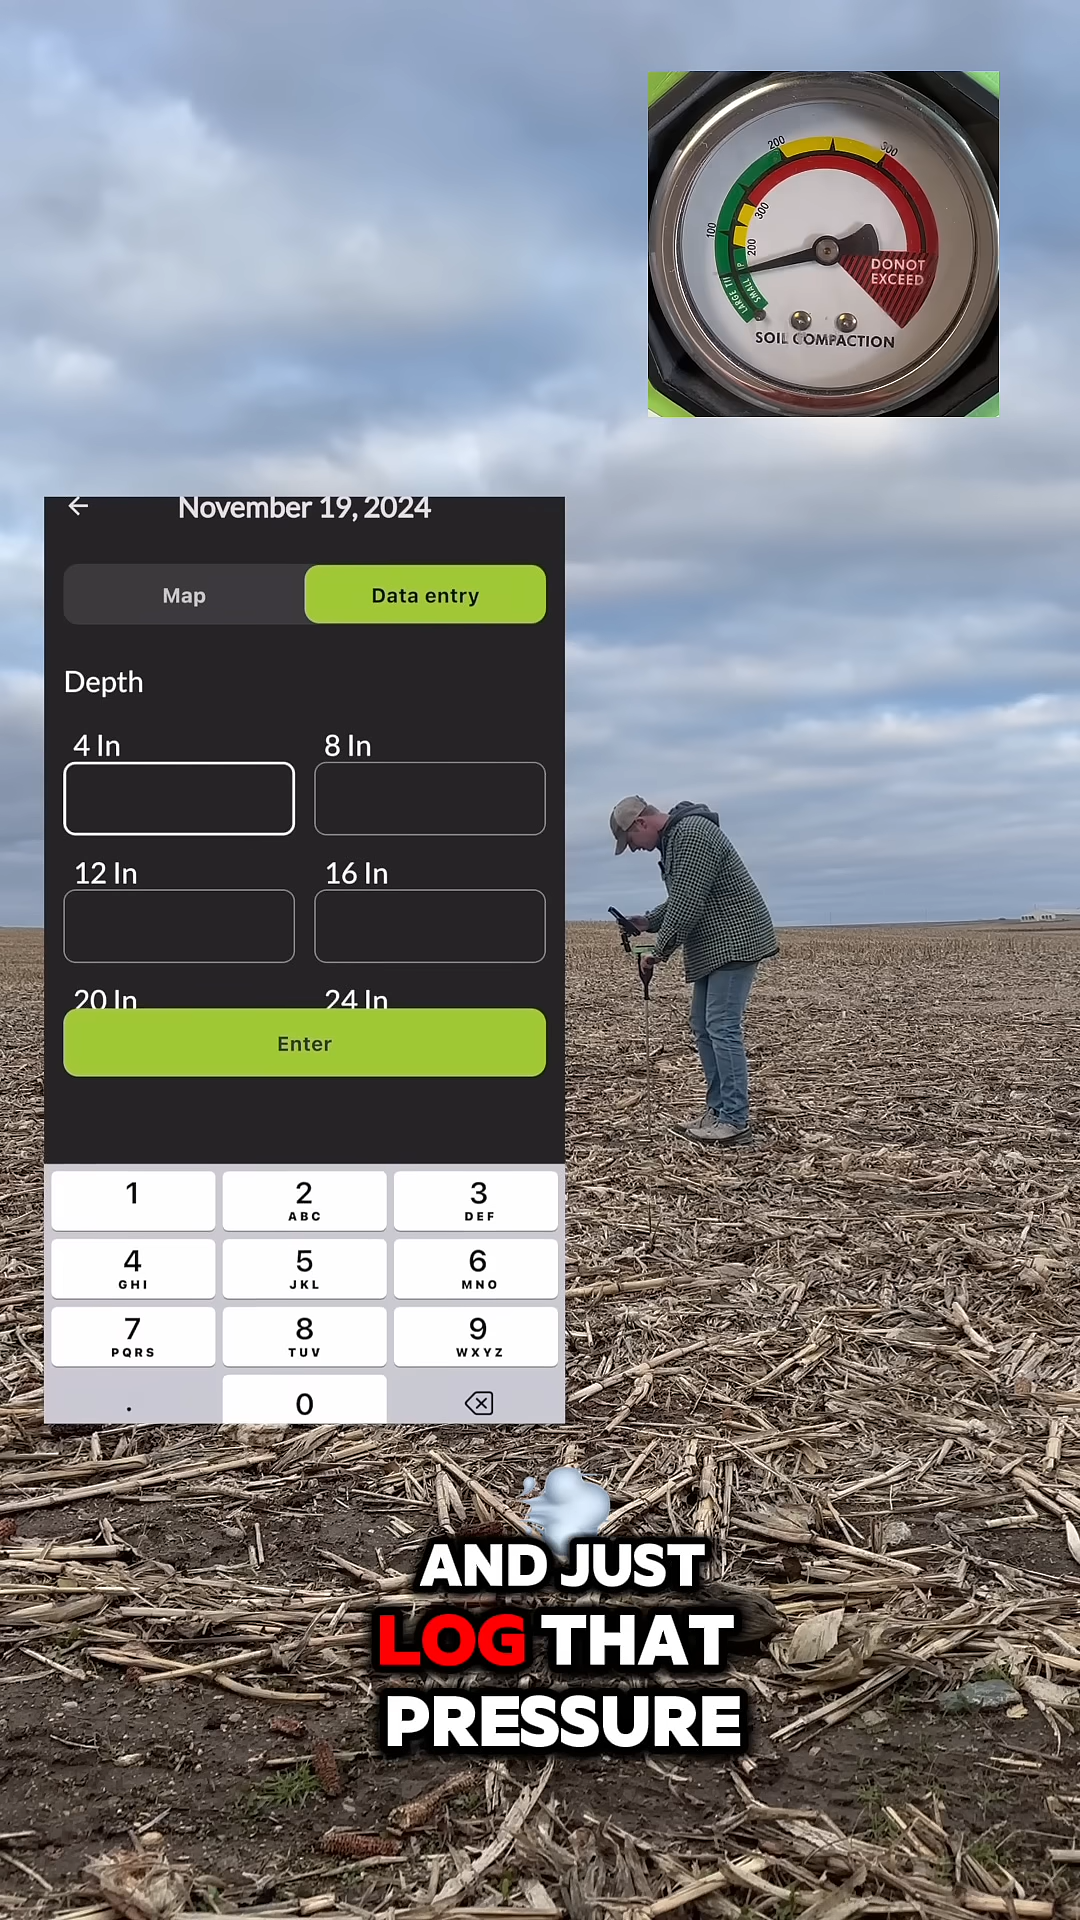 200
300
100
300
200
LARGE TI
SMALL
P
DONOT
EXCEED
SOIL COMPACTION
November 19, 2024
Map
Data entry
Depth
4 In
8 In
12 In
16 In
20 In
24 In
Enter
1
2
ABC
3
DEF
4
GHI
5
JKL
6
MNO
7
PQRS
8
TUV
9
WXYZ
.
0
AND JUST
LOG THAT
PRESSURE